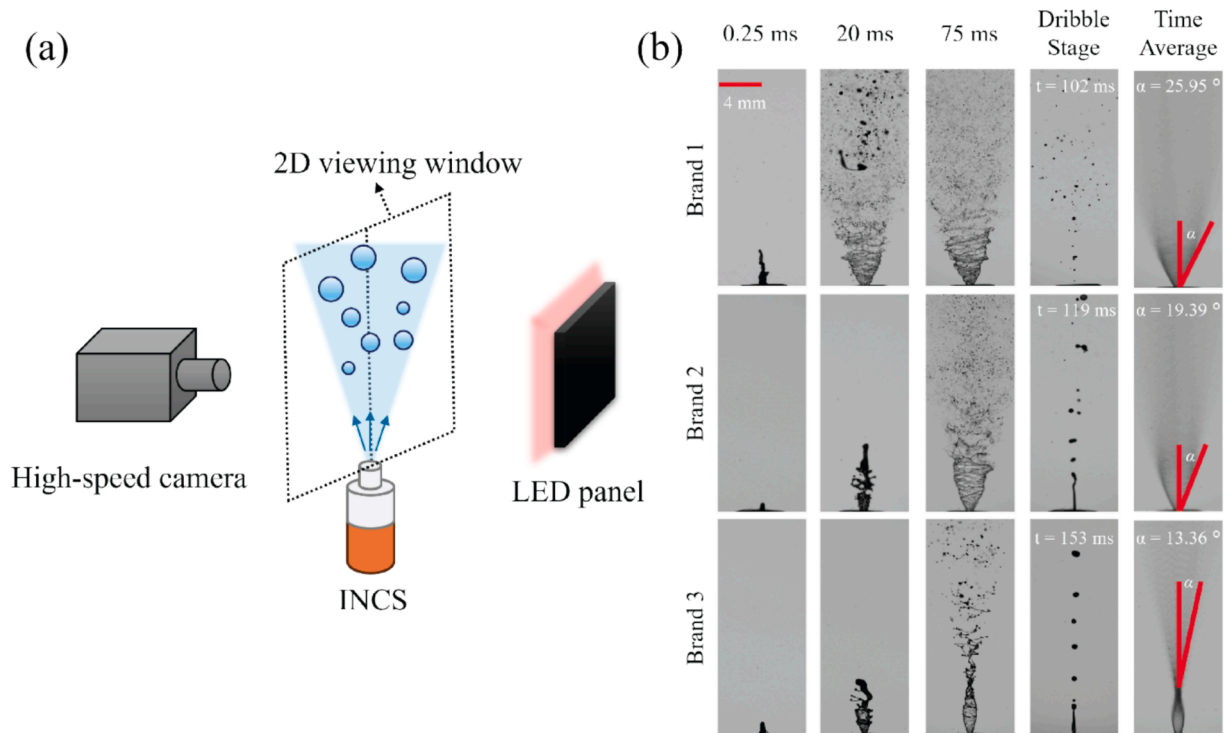 (a)
2D viewing window
High-speed camera
LED panel
INCS
(b)
0.25 ms
20 ms
75 ms
Dribble
Stage
Time
Average
Brand 1
4 mm
t = 102 ms
α = 25.95 °
α
Brand 2
t = 119 ms
α = 19.39 °
α
Brand 3
t = 153 ms
α = 13.36 °
α